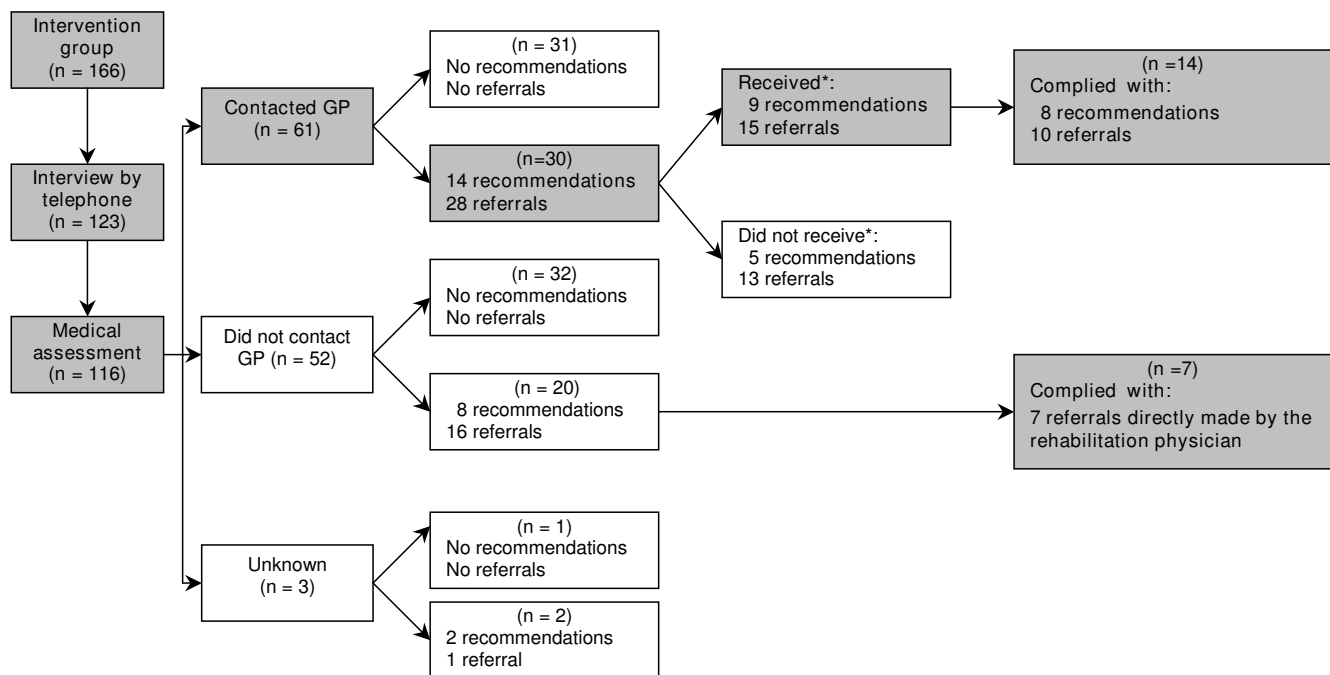 Intervention
group
(n = 166)
Interview by
telephone
(n = 123)
Medical
assessment
(n = 116)
Contacted GP
(n = 61)
Did not contact
GP (n = 52)
Unknown
(n = 3)
(n = 31)
No recommendations
No referrals
(n=30)
14 recommendations
28 referrals
(n = 32)
No recommendations
No referrals
(n = 20)
8 recommendations
16 referrals
(n = 1)
No recommendations
No referrals
(n = 2)
2 recommendations
1 referral
Received*:
9 recommendations
15 referrals
Did not receive*:
5 recommendations
13 referrals
(n =14)
Complied with:
8 recommendations
10 referrals
(n =7)
Complied with:
7 referrals directly made by the
rehabilitation physician